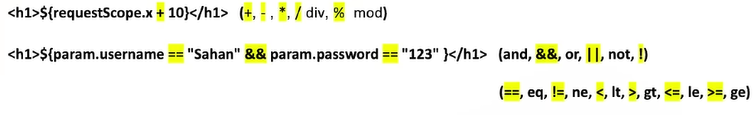 <h1>${requestScope.x + 10}</h1> (+, - , *, / div, % mod)
<h1>${param.username == "Sahan" && param.password == "123" }</h1> (and, &&, or, ||, not, !)
(==, eq, !=, ne, <, lt, >, gt, <=, le, >=, ge)